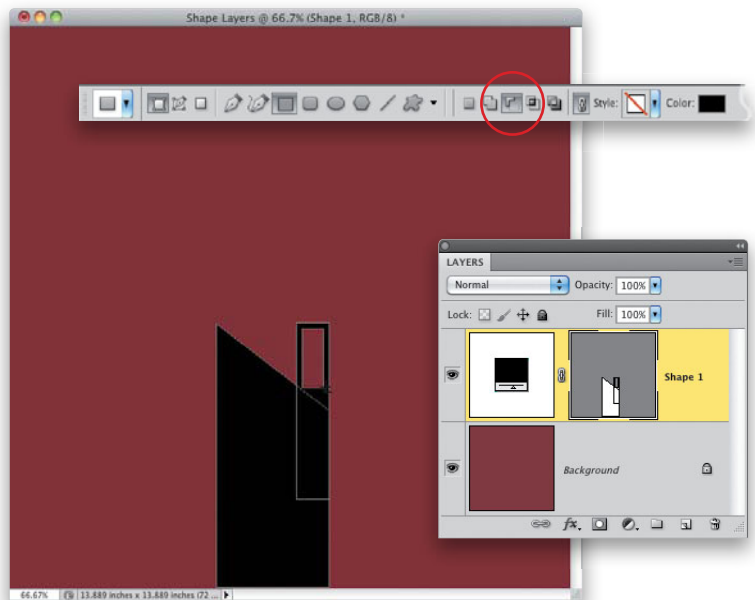 Shape Layers @ 66.7% (Shape 1, RGB/8) *
Style:
Color:
LAYERS
Normal
Opacity: 100%
Lock:
Fill: 100%
Shape 1
Background
66.67%
13.889 inches x 13.889 inches (72 ...